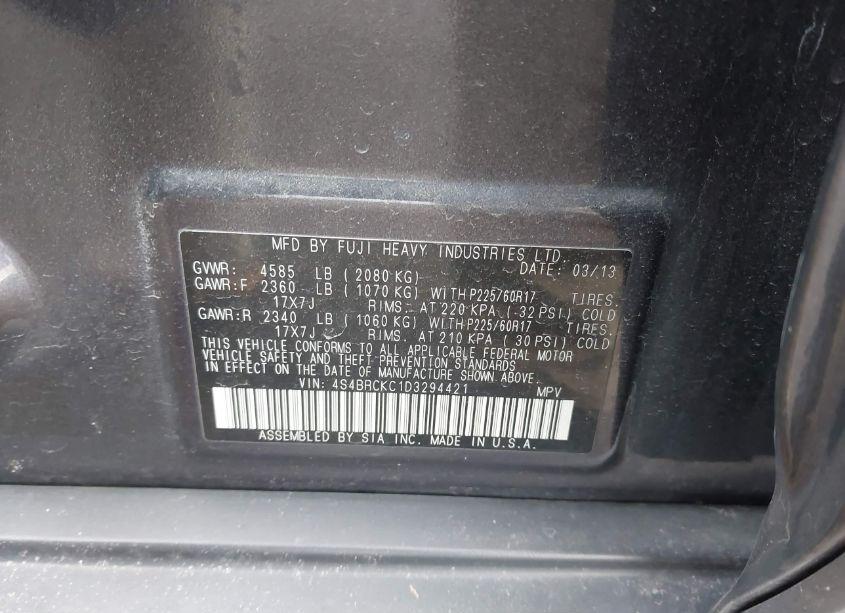 MFD BY FUJI HEAVY INDUSTRIES LTD.
GVWR: 4585 LB (2080 KG) DATE: 03/13
GAWR:F 2360 LB (1070 KG) WITH P225/60R17 TIRES.
17X7J RIMS. AT 220 KPA (-32 PSI) COLD
GAWR:R 2340 LB (1060 KG) WITH P225/60R17 TIRES.
17X7J RIMS. AT 210 KPA (30 PSI) COLD
THIS VEHICLE CONFORMS TO ALL APPLICABLE FEDERAL MOTOR
VEHICLE SAFETY AND THEFT PREVENTION STANDARDS
IN EFFECT ON THE DATE OF MANUFACTURE SHOWN ABOVE.
VIN: 4S4BRCKC1D3294421 MPV
ASSEMBLED BY SIA INC. MADE IN U.S.A.